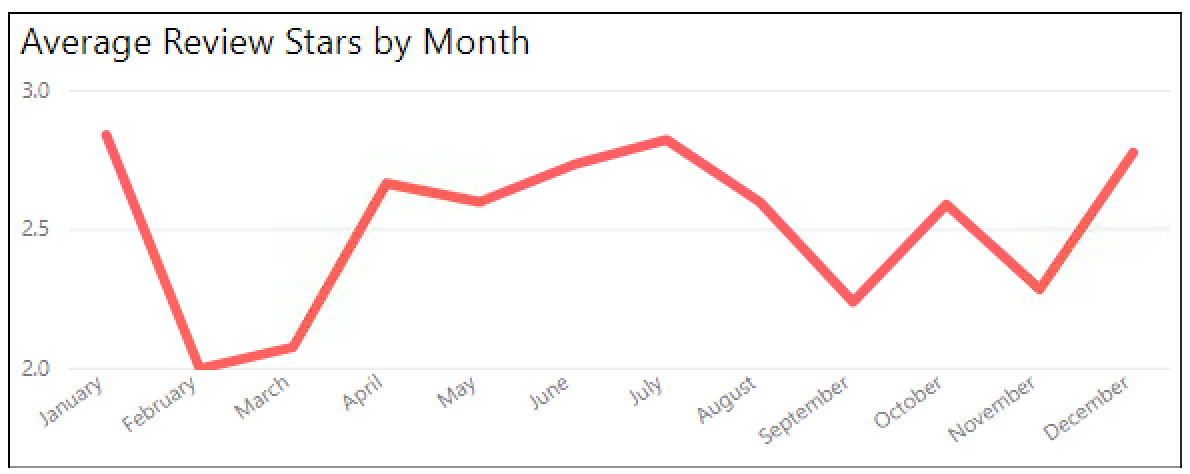 Average Review Stars by Month
3.0
2.5
2.0
January February March April May June July August September October November December